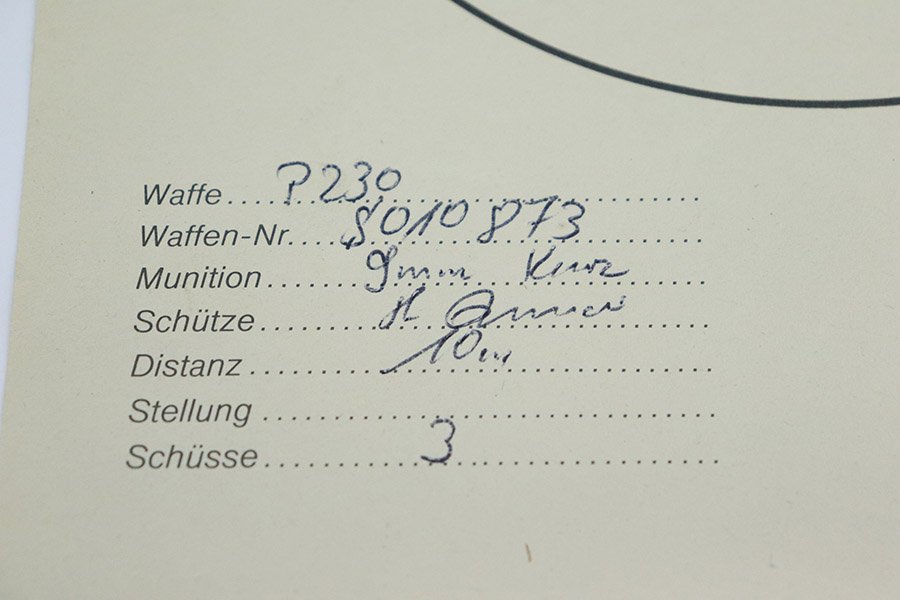 Waffe P230
Waffen-Nr. S010873
Munition 9mm Kurz
Schütze
Distanz 10m
Stellung
Schüsse 3